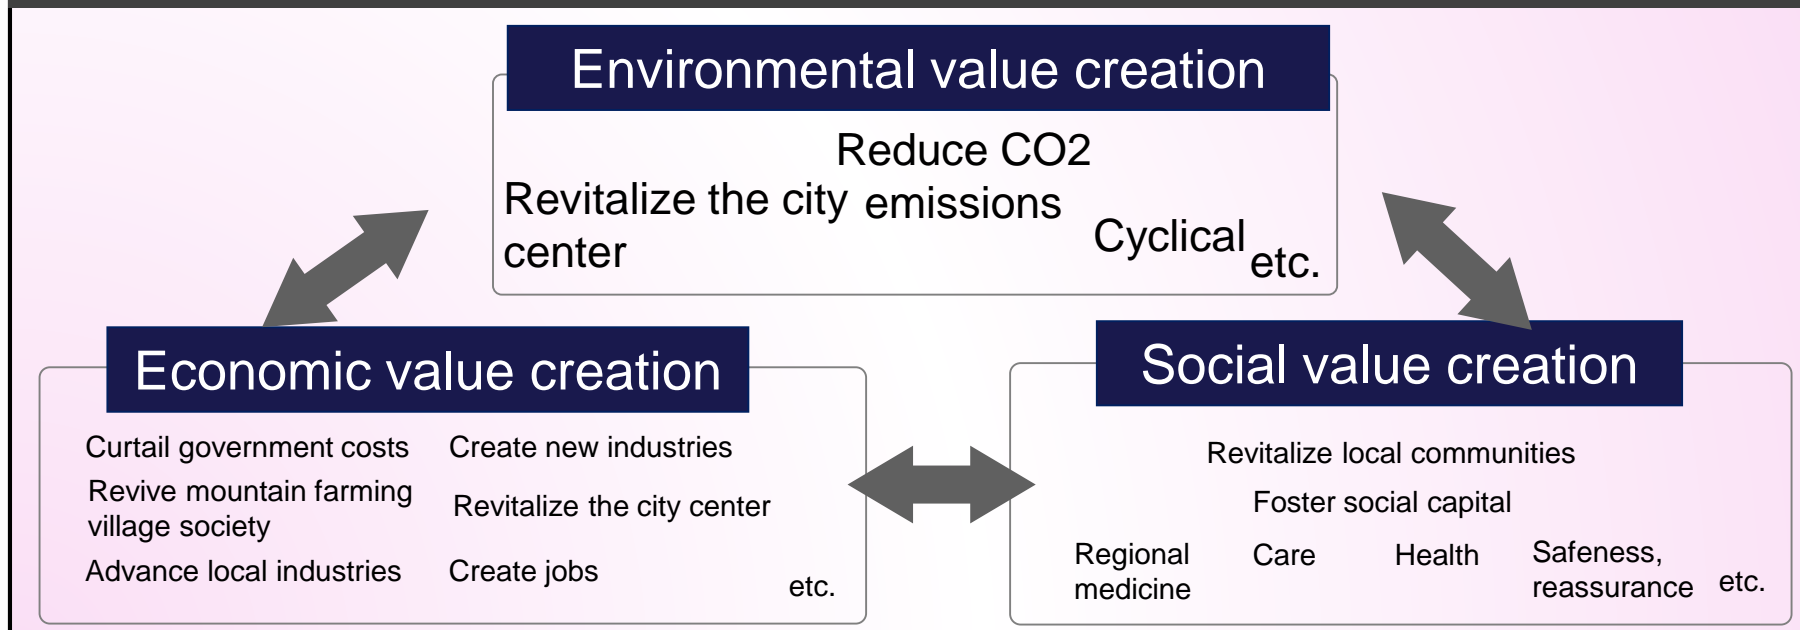 Environmental value creation
Reduce CO2
emissions
Revitalize the city
center
Cyclical
etc.
Economic value creation
Curtail government costs
Create new industries
Revive mountain farming
village society
Revitalize the city center
Advance local industries
Create jobs
etc.
Social value creation
Revitalize local communities
Foster social capital
Regional
medicine
Care
Health
Safeness,
reassurance
etc.